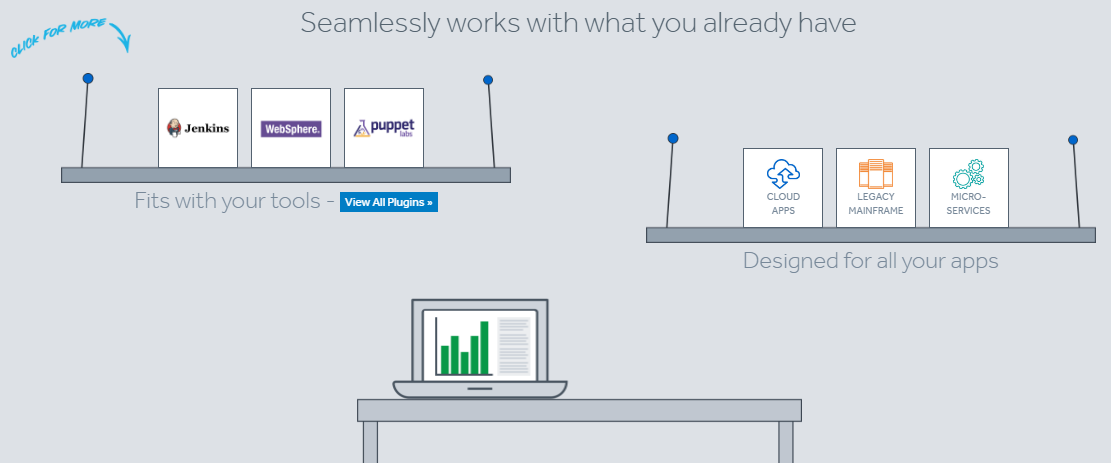 CLICK FOR MORE
Seamlessly works with what you already have
Jenkins
WebSphere.
puppet
labs
Fits with your tools - View All Plugins »
CLOUD
APPS
LEGACY
MAINFRAME
MICRO-
SERVICES
Designed for all your apps